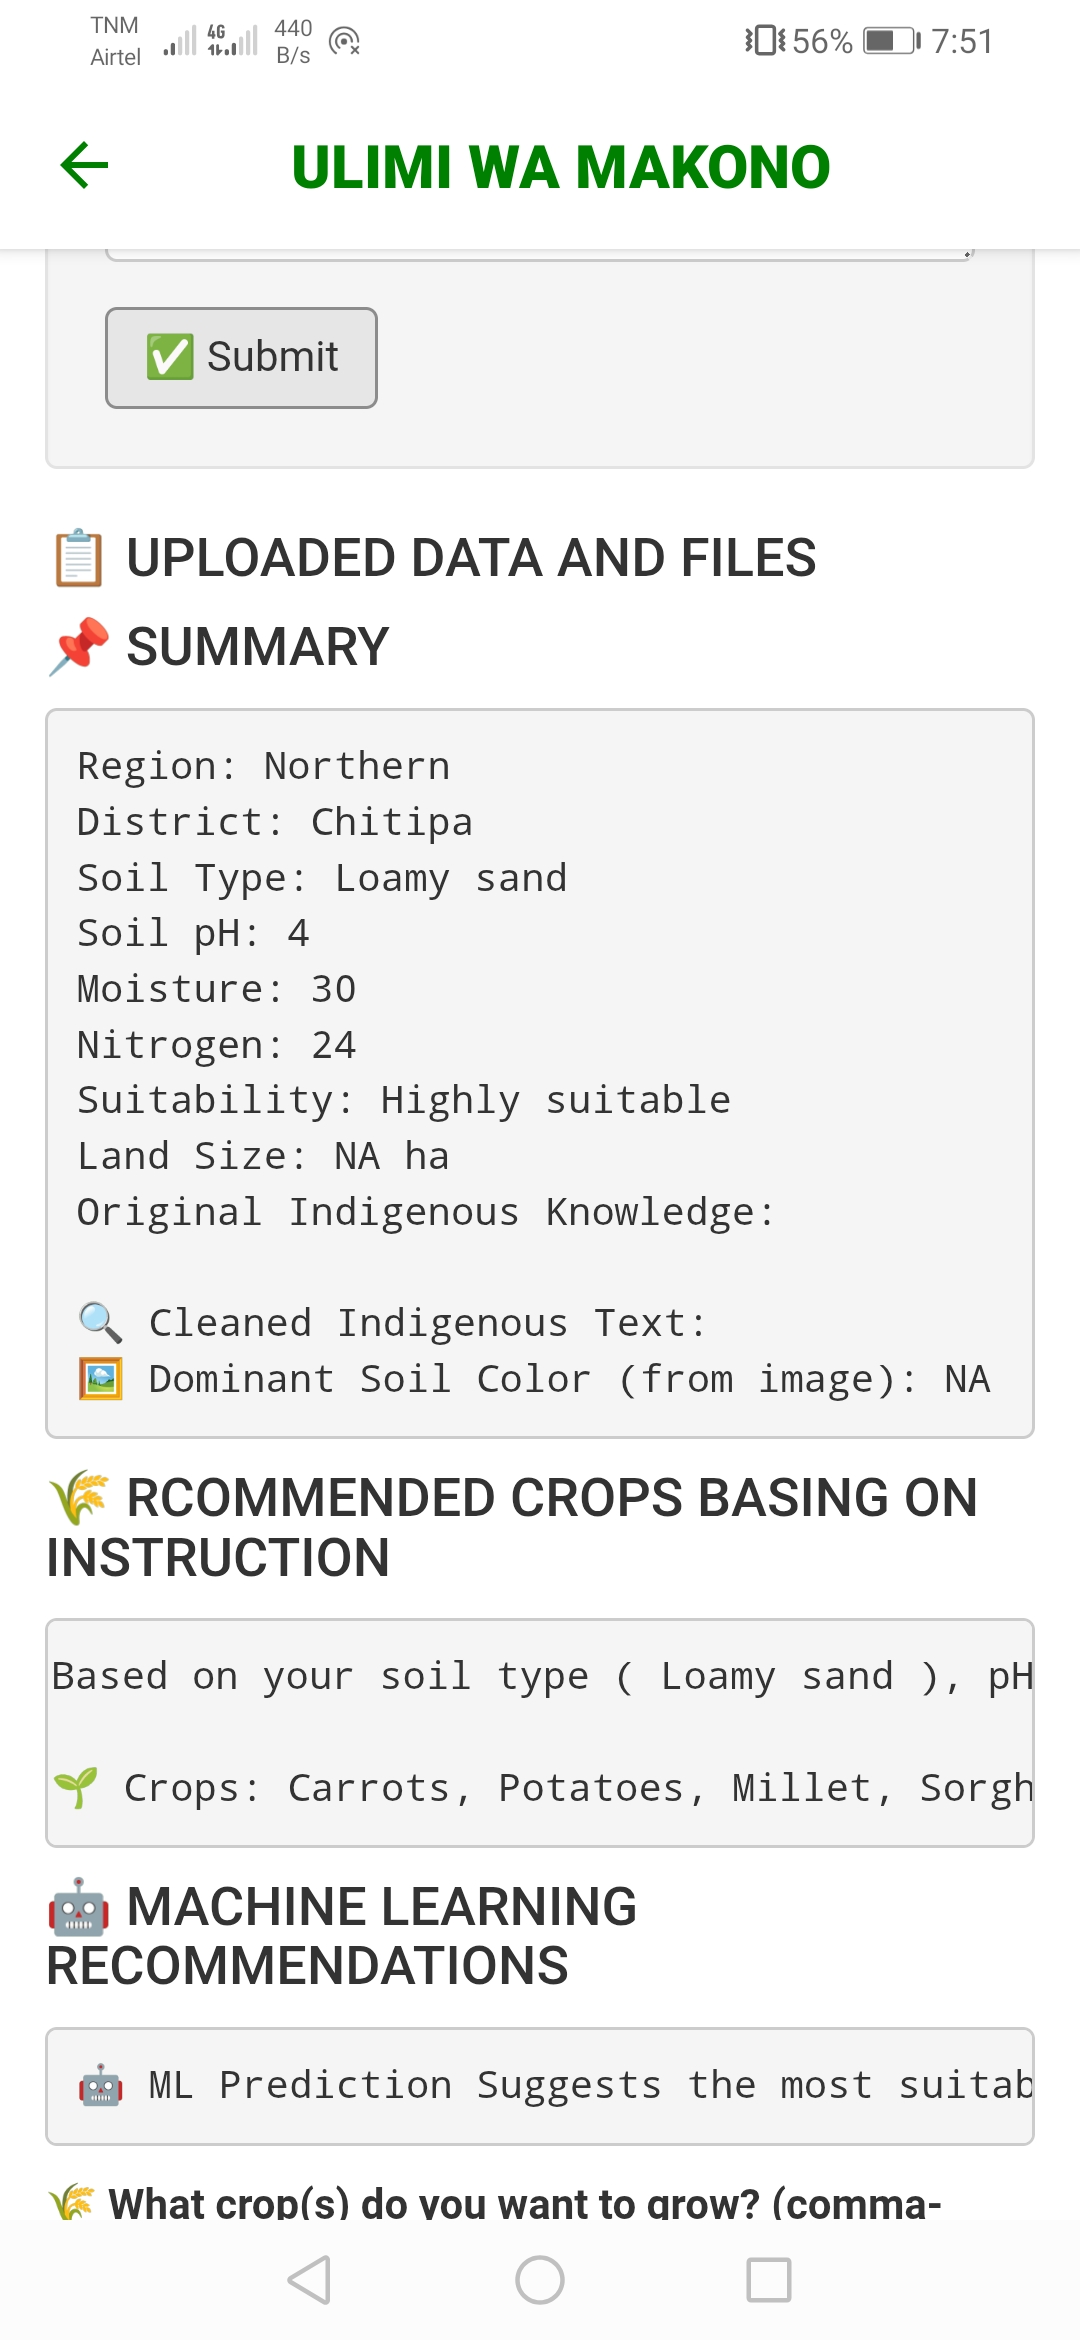 TNM
Airtel
4G
440
B/s
56%
7:51
ULIMI WA MAKONO
✅ Submit
📋 UPLOADED DATA AND FILES
📌 SUMMARY
Region: Northern
District: Chitipa
Soil Type: Loamy sand
Soil pH: 4
Moisture: 30
Nitrogen: 24
Suitability: Highly suitable
Land Size: NA ha
Original Indigenous Knowledge:
🔍 Cleaned Indigenous Text:
🖼️ Dominant Soil Color (from image): NA
🌾 RCOMMENDED CROPS BASING ON
INSTRUCTION
Based on your soil type ( Loamy sand ), pH
🌱 Crops: Carrots, Potatoes, Millet, Sorgh
🤖 MACHINE LEARNING
RECOMMENDATIONS
🤖 ML Prediction Suggests the most suitab
🌾 What crop(s) do you want to grow? (comma-